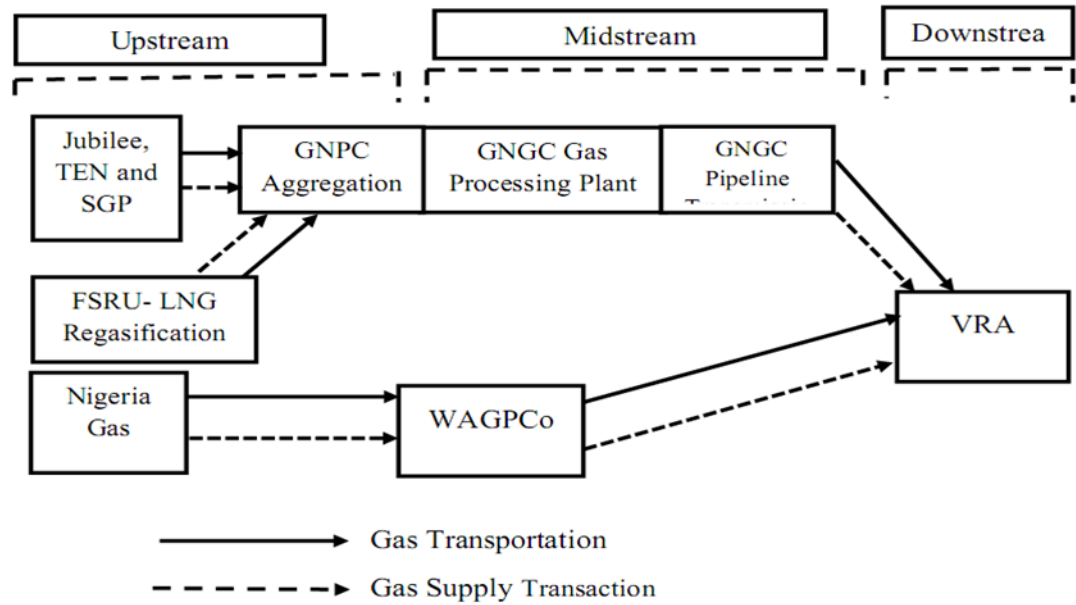 Upstream
Midstream
Downstrea
Jubilee,
TEN and
SGP
GNPC
Aggregation
GNGC Gas
Processing Plant
GNGC
Pipeline
FSRU- LNG
Regasification
VRA
Nigeria
Gas
WAGPCo
Gas Transportation
Gas Supply Transaction